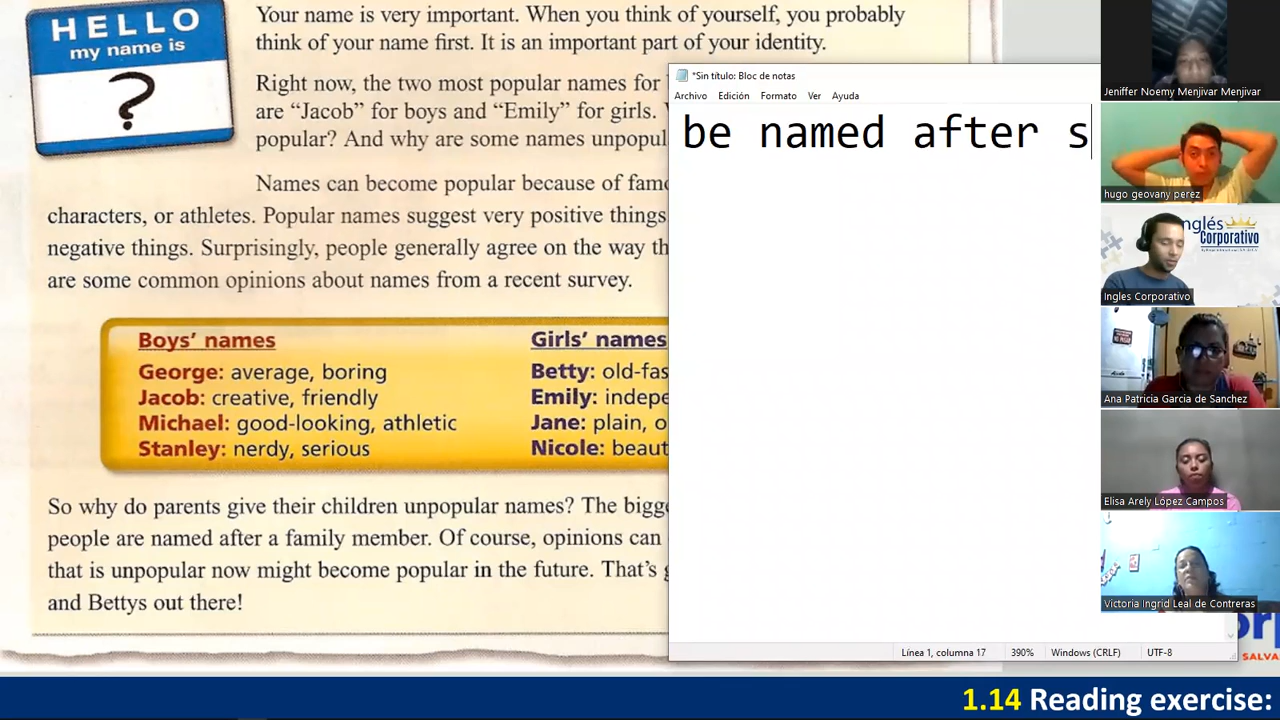 HELLO
my name is
?
Your name is very important. When you think of yourself, you probably
think of your name first. It is an important part of your identity.
Right now, the two most popular names for
are “Jacob” for boys and “Emily” for girls.
popular? And why are some names
Names can become popular because of
characters, or athletes. Popular names suggest very positive things
negative things. Surprisingly, people generally agree on the way
are some common opinions about names from a recent survey.
Boys’ names
George: average, boring
Jacob: creative, friendly
Michael: good-looking, athletic
Stanley: nerdy, serious
Girls’ names
Betty:
Emily:
Jane: plain,
Nicole:
So why do parents give their children unpopular names? The
people are named after a family member. Of course, opinions can
that is unpopular now might become popular in the future. That’s
and Bettys out there!
*Sin título: Bloc de notas
Archivo Edición Formato Ver Ayuda
be named after s
Línea 1, columna 17 390% Windows (CRLF) UTF-8
Jeniffer Noemy Menjivar Menjivar
hugo geovany perez
Inglés
Corporativo
Ingles Corporativo
Ana Patricia Garcia de Sanchez
Elisa Arely López Campos
Victoria Ingrid Leal de Contreras
1.14 Reading exercise: